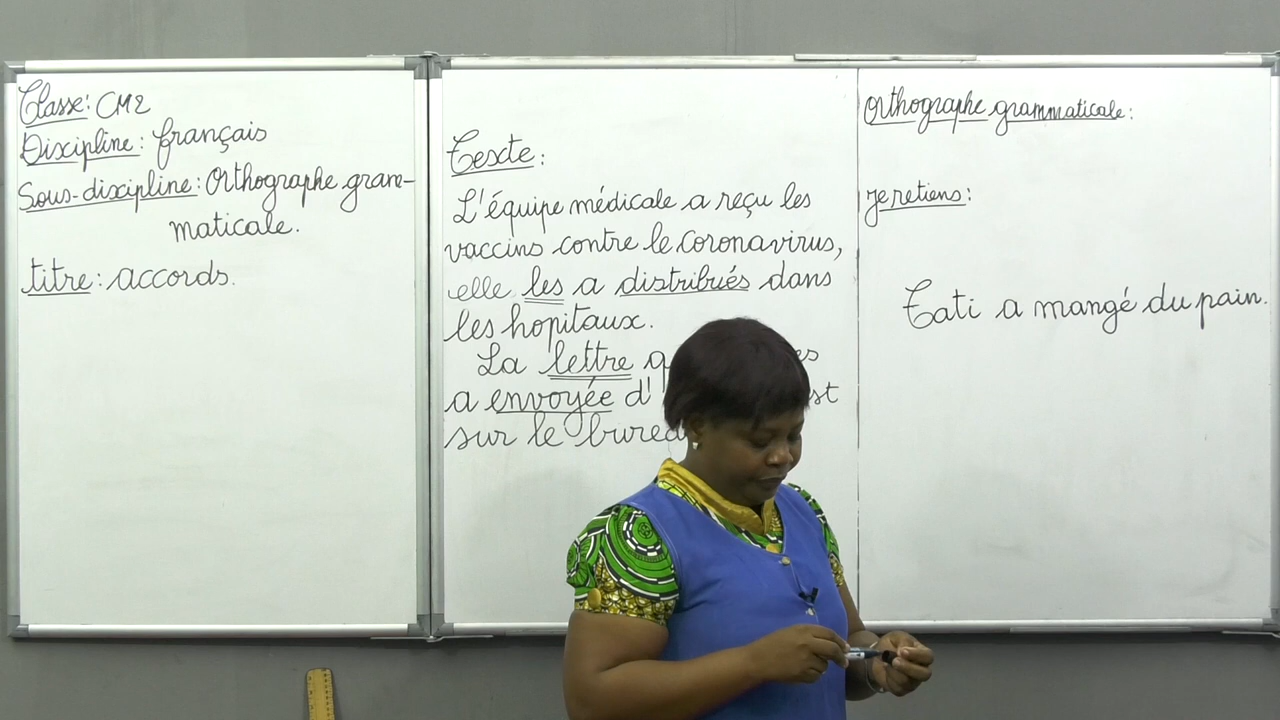 Classe: CM2
Discipline: français
Sous-discipline: Orthographe gram-
maticale.
titre: accords.
Texte:
L'équipe médicale a reçu les
vaccins contre le coronavirus,
elle les a distribués dans
les hopitaux.
La lettre
a envoyée d'
sur le
Orthographe grammaticale:
Je retiens:
Tati a mangé du pain.